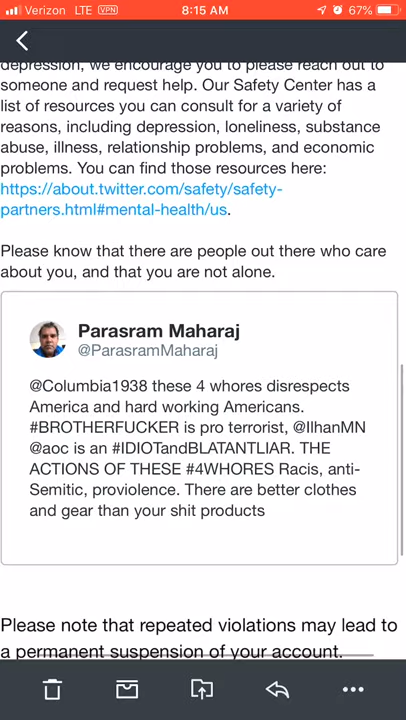 Verizon LTE VPN 8:15 AM 67%
depression, we encourage you to please reach out to
someone and request help. Our Safety Center has a
list of resources you can consult for a variety of
reasons, including depression, loneliness, substance
abuse, illness, relationship problems, and economic
problems. You can find those resources here:
https://about.twitter.com/safety/safety-
partners.html#mental-health/us.
Please know that there are people out there who care
about you, and that you are not alone.
Parasram Maharaj
@ParasramMaharaj
@Columbia1938 these 4 whores disrespects
America and hard working Americans.
#BROTHERFUCKER is pro terrorist, @IlhanMN
@aoc is an #IDIOTandBLATANTLIAR. THE
ACTIONS OF THESE #4WHORES Racis, anti-
Semitic, proviolence. There are better clothes
and gear than your shit products
Please note that repeated violations may lead to
a permanent suspension of your account.